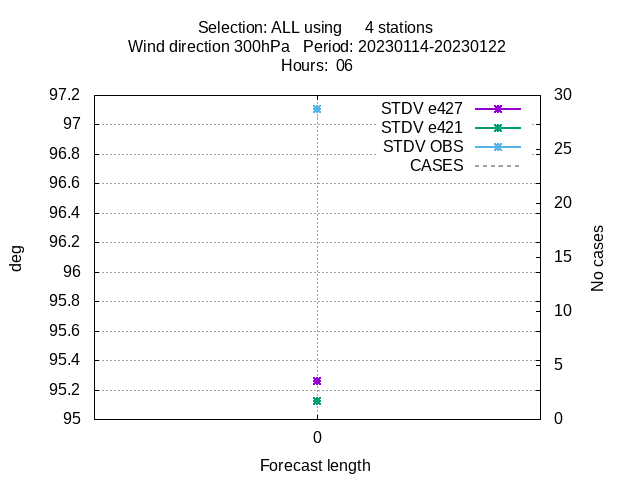 Selection: ALL using 4 stations
Wind direction 300hPa Period: 20230114-20230122
Hours: 06
STDV e427
STDV e421
STDV OBS
CASES
97.2
97
96.8
96.6
96.4
96.2
96
95.8
95.6
95.4
95.2
95
30
25
20
15
10
5
0
deg
No cases
0
Forecast length